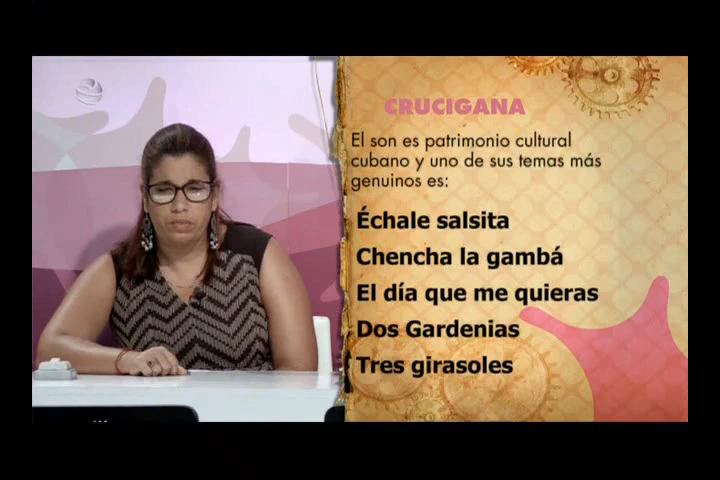 CRUCIGANA
El son es patrimonio cultural
cubano y uno de sus temas más
genuinos es:
Échale salsita
Chencha la gambá
El día que me quieras
Dos Gardenias
Tres girasoles